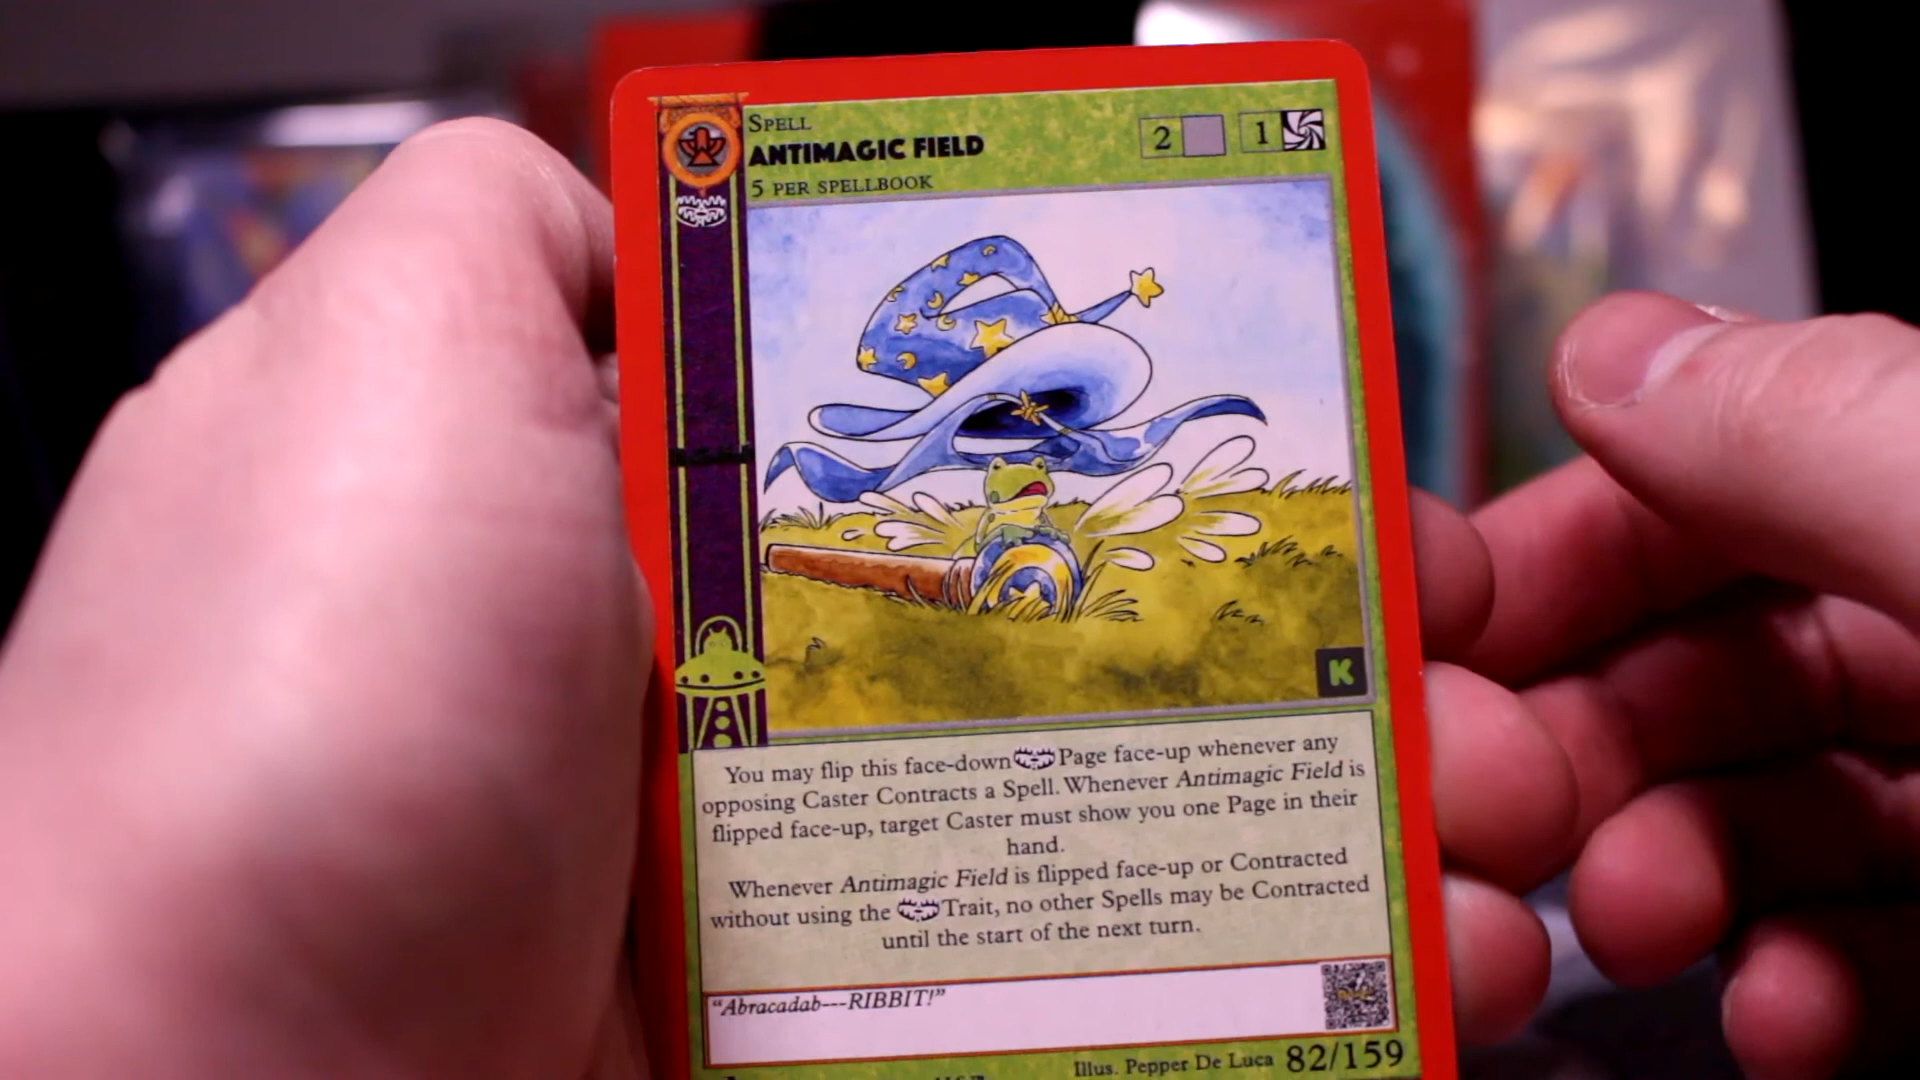 SPELL
ANTIMAGIC FIELD
2 1
5 PER SPELLBOOK
K
You may flip this face-down Page face-up whenever any
opposing Caster Contracts a Spell. Whenever Antimagic Field is
flipped face-up, target Caster must show you one Page in their
hand.
Whenever Antimagic Field is flipped face-up or Contracted
without using the Trait, no other Spells may be Contracted
until the start of the next turn.
"Abracadab---RIBBIT!"
Illus. Pepper De Luca 82/159